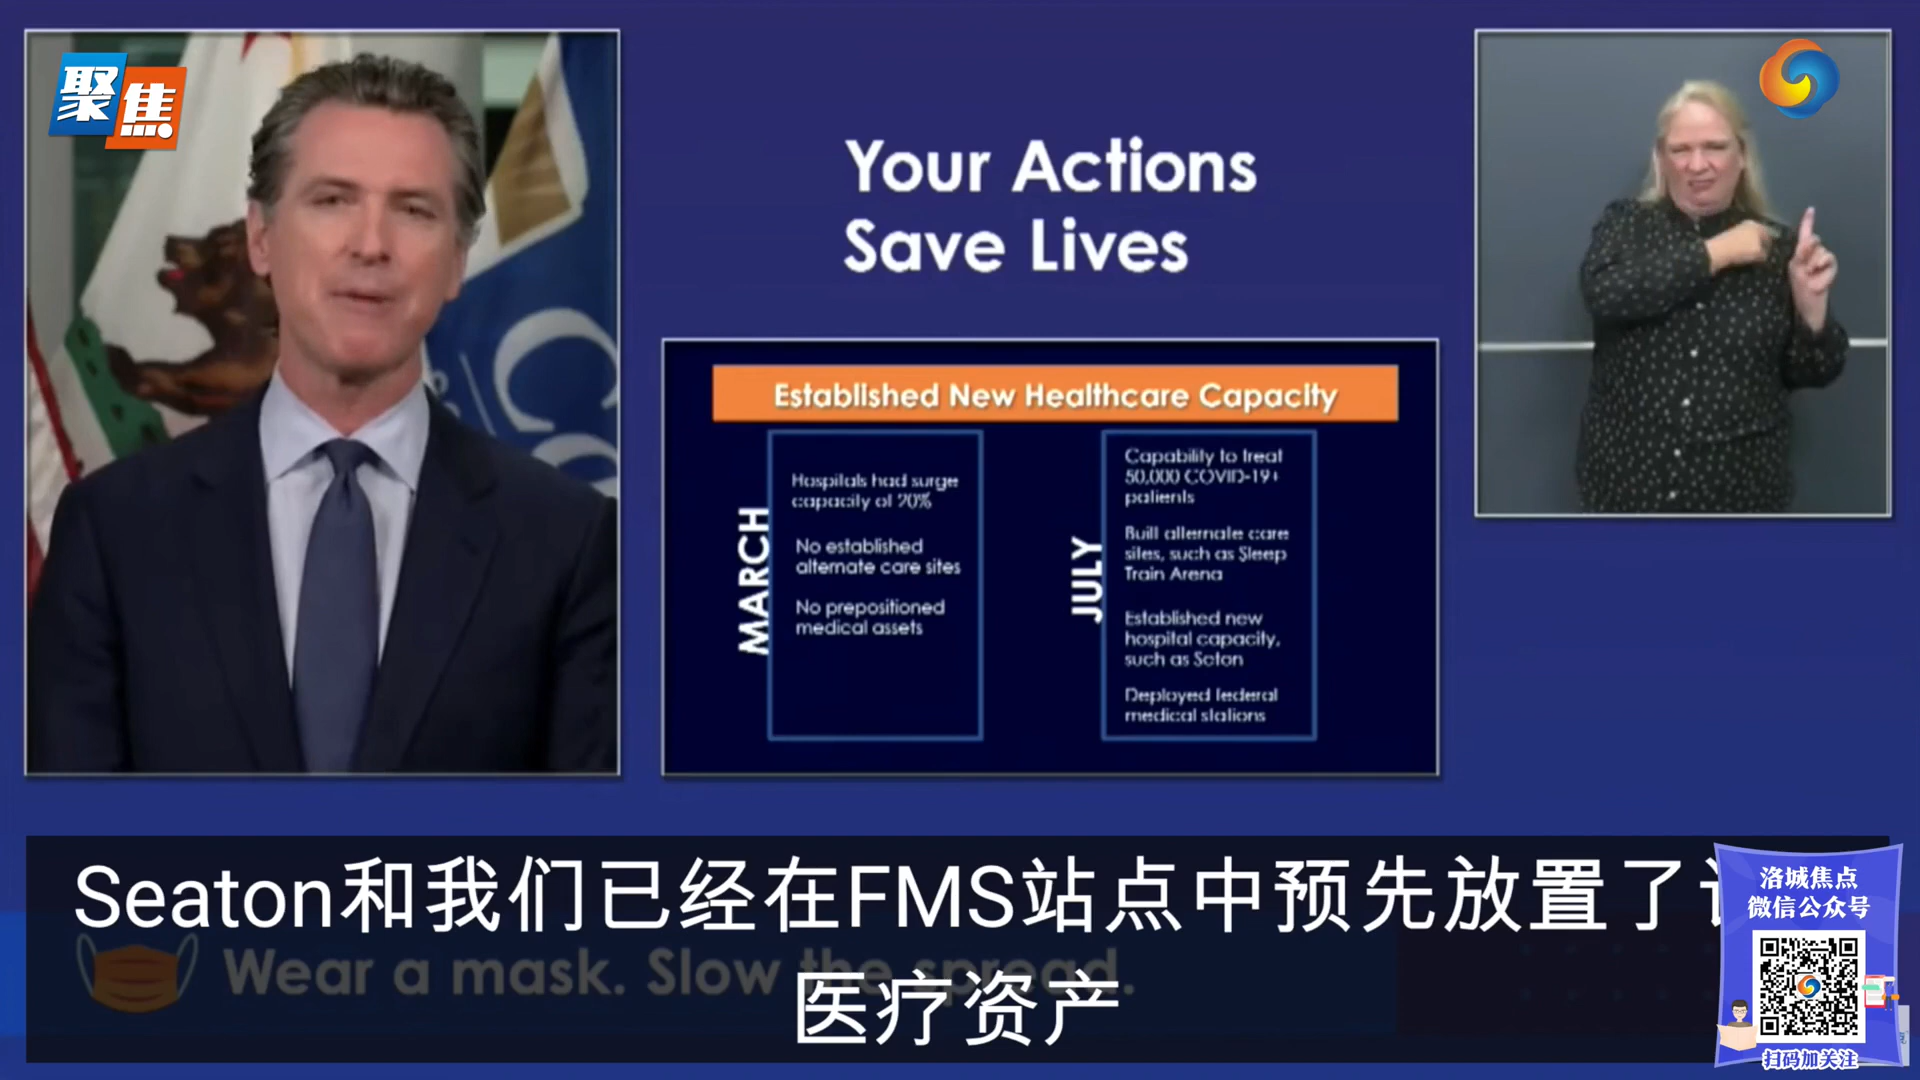 聚焦
Your Actions
Save Lives
Established New Healthcare Capacity
MARCH
Hospitals had surge
capacity of 20%
No established
alternate care sites
No prepositioned
medical assets
JULY
Capability to treat
50,000 COVID-19+
patients
Built alternate care
sites, such as Sleep
Train Arena
Established new
hospital capacity,
such as Seton
Deployed federal
medical stations
Seaton和我们已经在FMS站点中预先放置了
医疗资产
Wear a mask. Slow the spread.
洛城焦点
微信公众号
扫码加关注